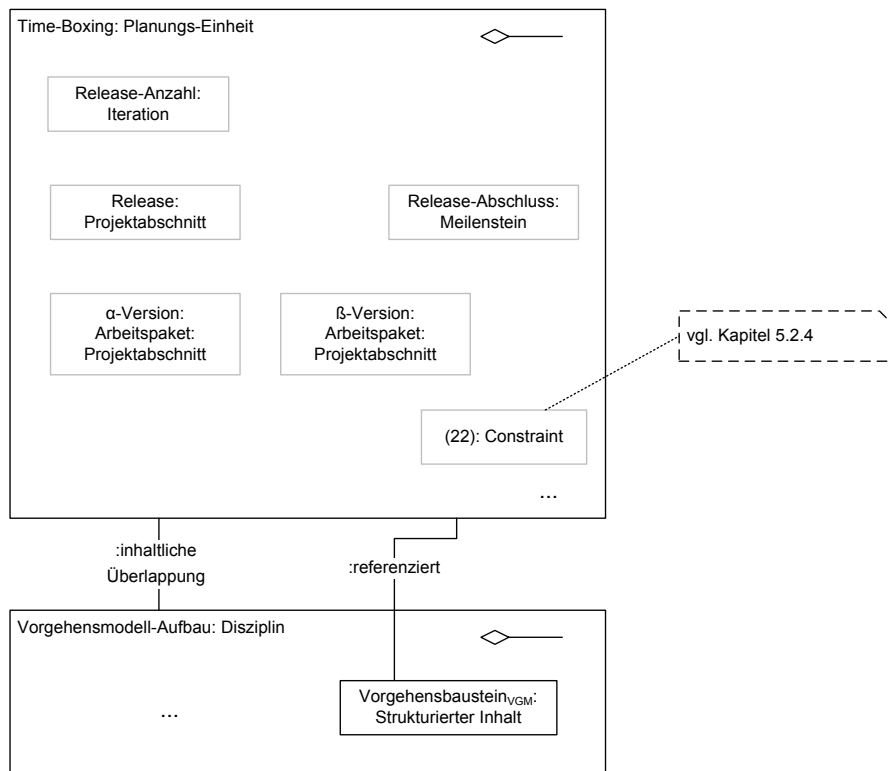 Time-Boxing: Planungs-Einheit
Release-Anzahl:
Iteration
Release:
Projektabschnitt
Release-Abschluss:
Meilenstein
α-Version:
Arbeitspaket:
Projektabschnitt
ß-Version:
Arbeitspaket:
Projektabschnitt
vgl. Kapitel 5.2.4
(22): Constraint
...
:inhaltliche
Überlappung
:referenziert
Vorgehensmodell-Aufbau: Disziplin
...
VorgehensbausteinVGM:
Strukturierter Inhalt